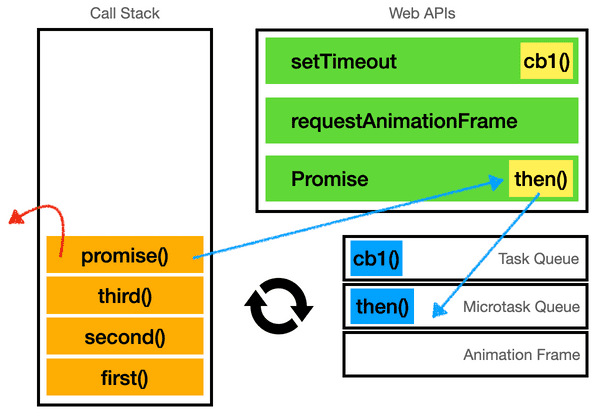 Call Stack
Web APIs
setTimeout
cb1()
requestAnimationFrame
Promise
then()
promise()
third()
second()
first()
cb1()
Task Queue
then()
Microtask Queue
Animation Frame